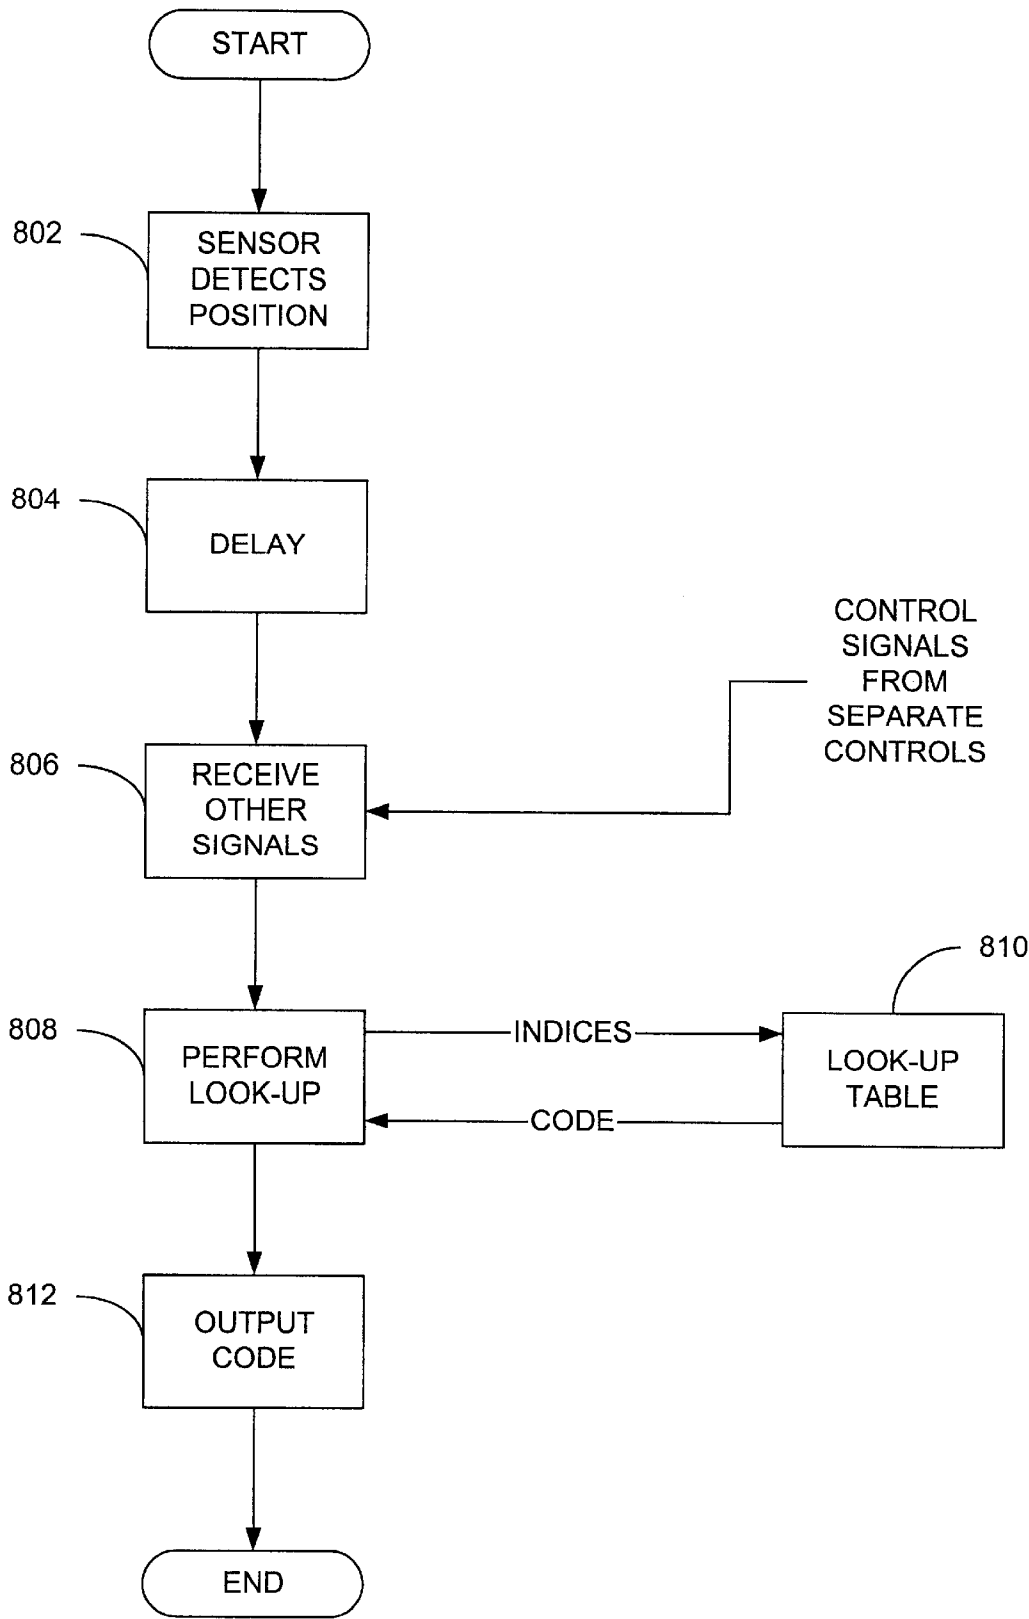 START
802
SENSOR
DETECTS
POSITION
804
DELAY
CONTROL
SIGNALS
FROM
SEPARATE
CONTROLS
806
RECEIVE
OTHER
SIGNALS
810
808
PERFORM
LOOK-UP
INDICES
CODE
LOOK-UP
TABLE
812
OUTPUT
CODE
END